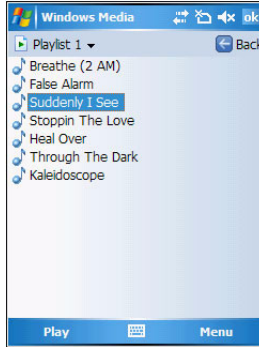 Windows Media
ok
Playlist 1
Back
Breathe (2 AM)
False Alarm
Suddenly I See
Stoppin The Love
Heal Over
Through The Dark
Kaleidoscope
Play
Menu